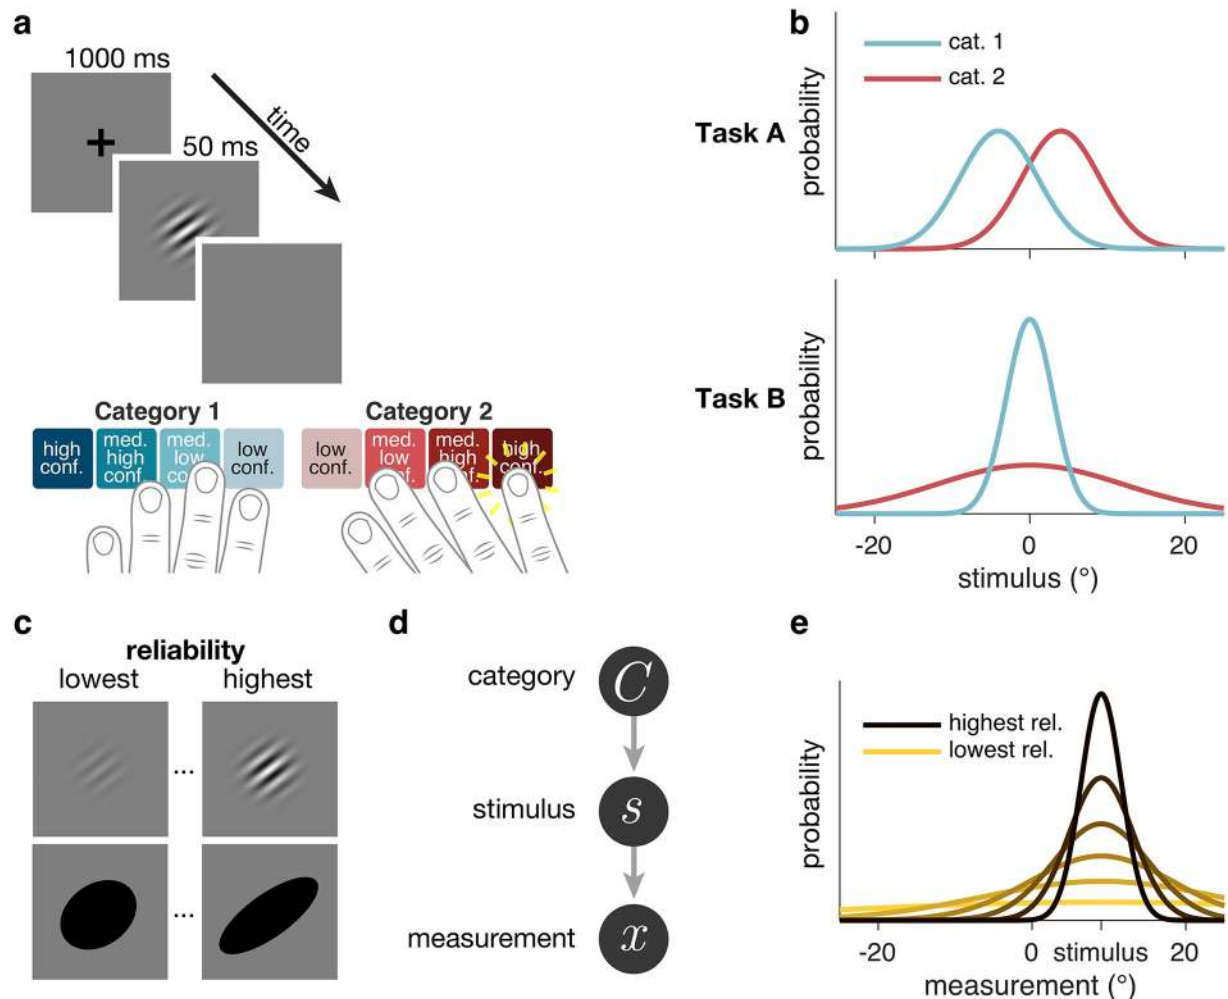 a
1000 ms
time
50 ms
Category 1
Category 2
high conf.
med. high conf.
med. low
low conf.
low conf.
med. low
med. high
high conf.
b
cat. 1
cat. 2
Task A
probability
Task B
probability
-20 0 20
stimulus (°)
c
reliability
lowest highest
...
...
d
category C
stimulus s
measurement x
e
highest rel.
lowest rel.
probability
-20 0 stimulus 20
measurement (°)